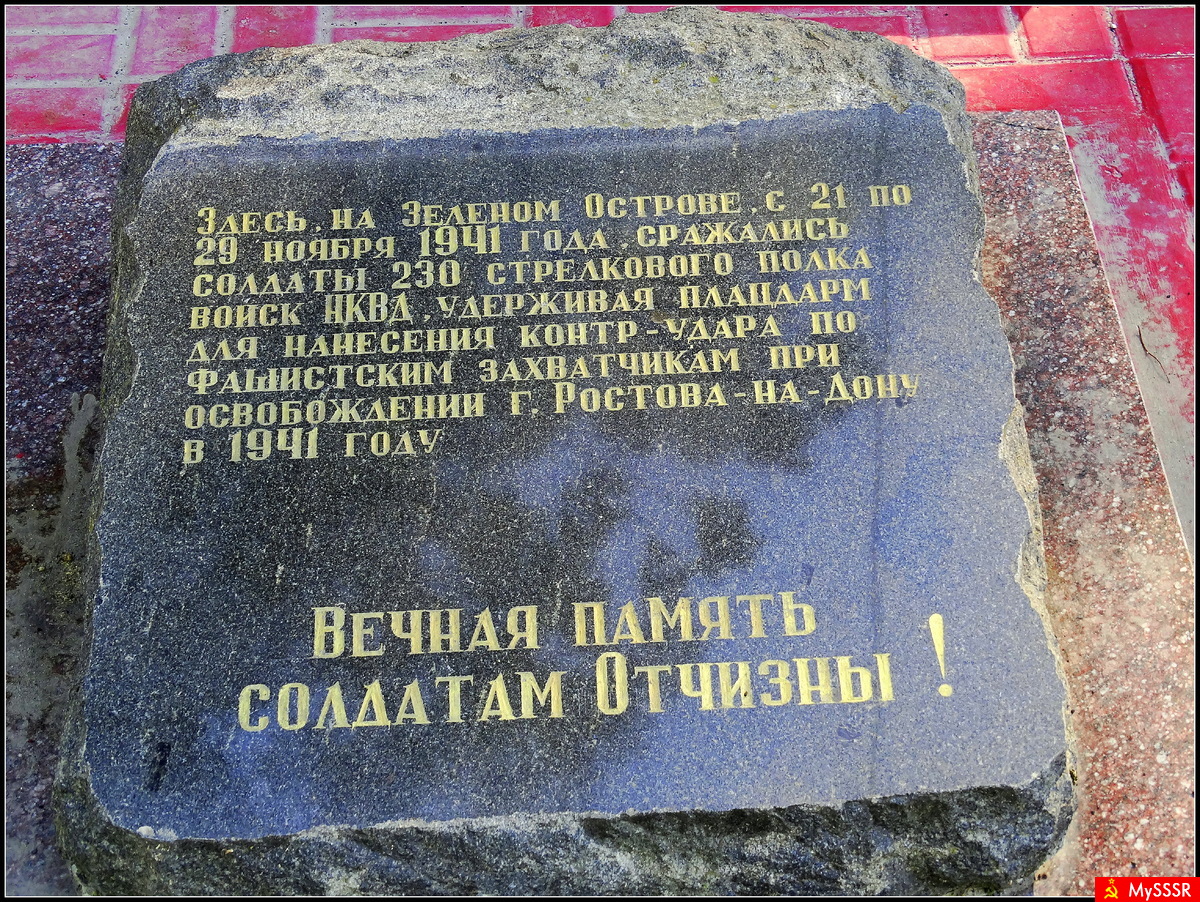 Здесь, на Зеленом Острове, с 21 по
29 ноября 1941 года, сражались
солдаты 230 стрелкового полка
войск НКВД, удерживая плацдарм
для нанесения контр-удара по
фашистским захватчикам при
освобождении г. Ростова-на-Дону
в 1941 году
Вечная память
солдатам Отчизны!
MySSSR